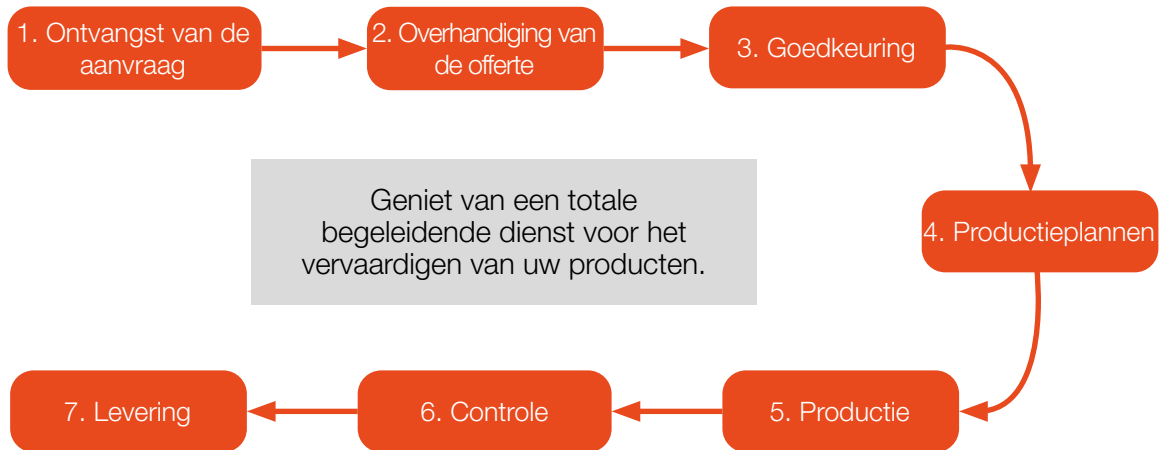 1. Ontvangst van de
aanvraag
2. Overhandiging van
de offerte
3. Goedkeuring
Geniet van een totale
begeleidende dienst voor het
vervaardigen van uw producten.
4. Productieplannen
5. Productie
6. Controle
7. Levering